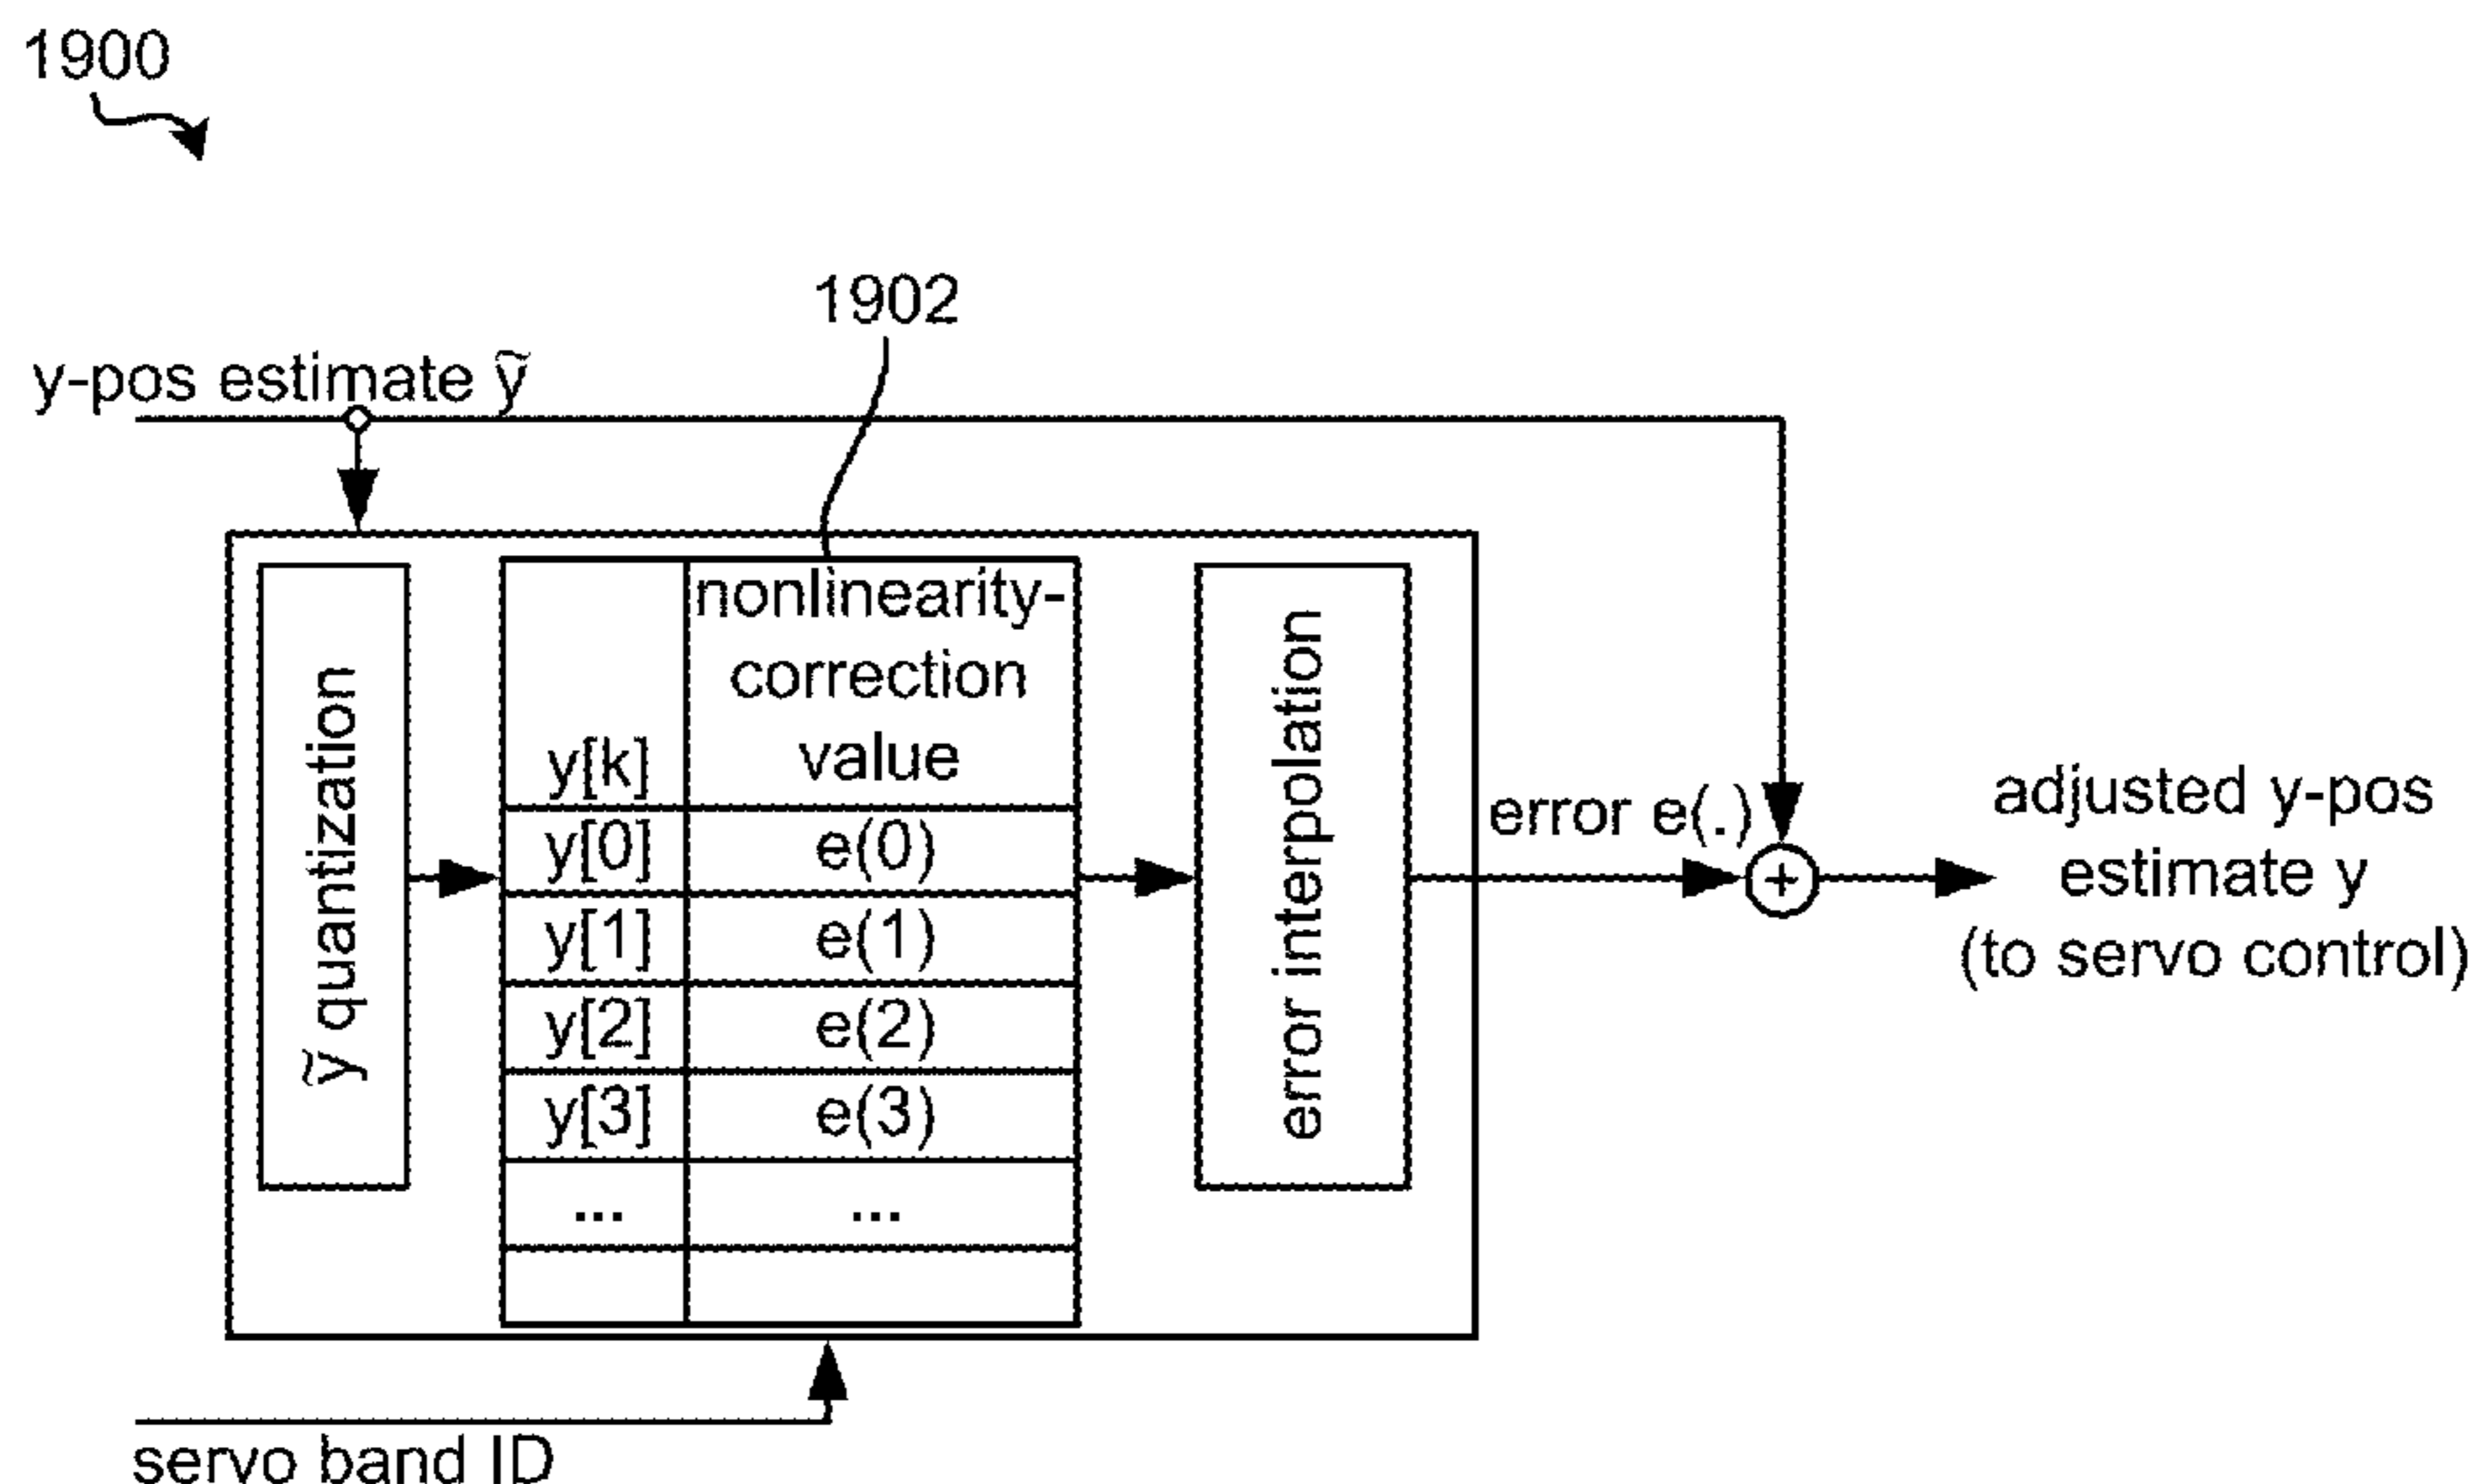 1900
1902
y-pos estimate ỹ
ỹ quantization
nonlinearity-
correction
y[k] value
y[0] e(0)
y[1] e(1)
y[2] e(2)
y[3] e(3)
... ...
error interpolation
error e(.)
+
adjusted y-pos
estimate y
(to servo control)
servo band ID